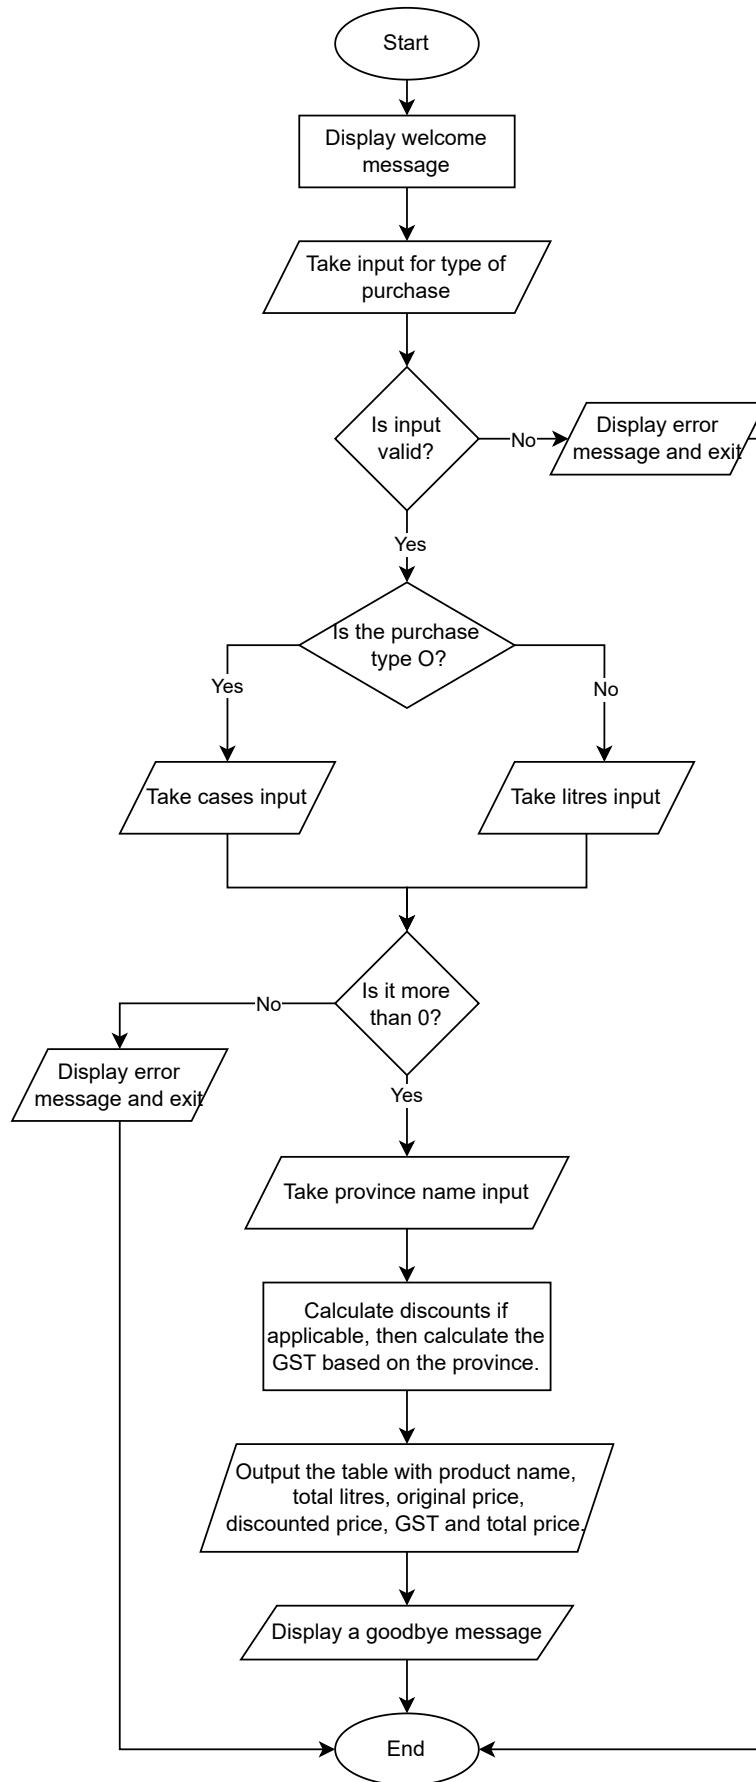 Start
Display welcome
message
Take input for type of
purchase
Is input
valid?
No
Display error
message and exit
Yes
Is the purchase
type O?
Yes
No
Take cases input
Take litres input
Is it more
than 0?
No
Display error
message and exit
Yes
Take province name input
Calculate discounts if
applicable, then calculate the
GST based on the province.
Output the table with product name,
total litres, original price,
discounted price, GST and total price.
Display a goodbye message
End